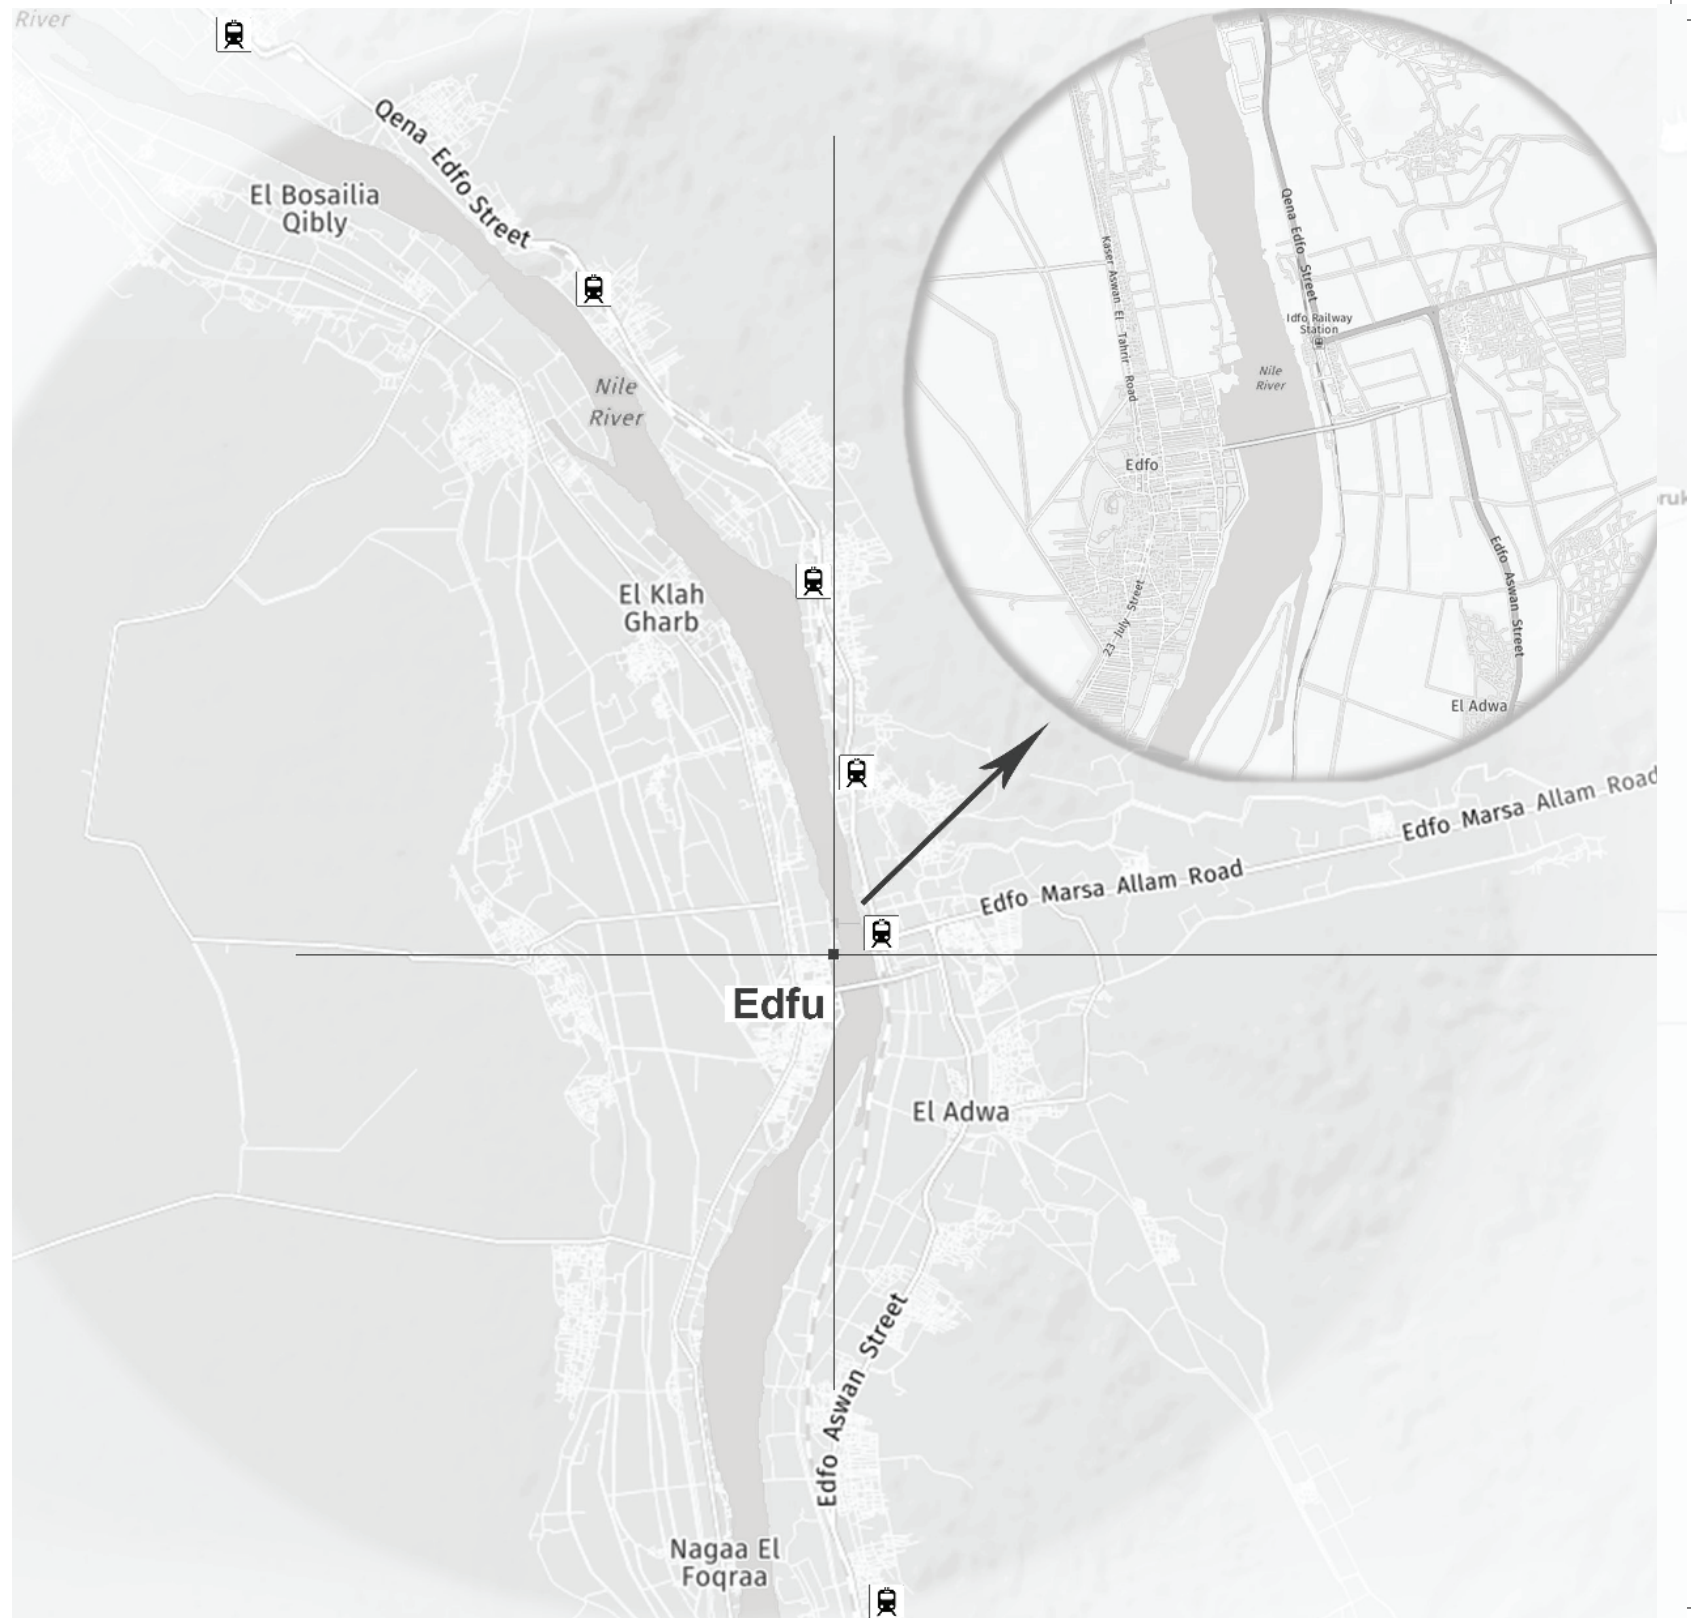 River
Qena Edfo Street
El Bosailia
Qibly
Nile
River
El Klah
Gharb
Qena Edfo Street
Kaser Aswan El Tahrir Road
Idfo Railway
Station
Nile
River
Edfo
23 July Street
Edfo Aswan Street
El Adwa
Edfo Marsa Allam Road
Edfo Marsa Allam Road
Edfu
El Adwa
Edfo Aswan Street
Nagaa El
Foqraa